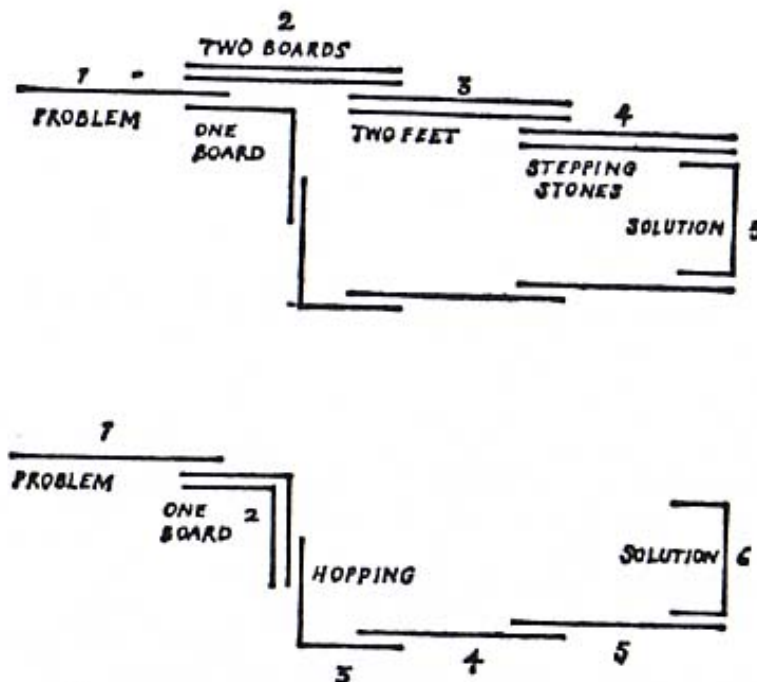 2
TWO BOARDS
1
3
PROBLEM
ONE
BOARD
TWO FEET
4
STEPPING
STONES
SOLUTION 5
1
PROBLEM
ONE 2
BOARD
HOPPING
SOLUTION 6
3
4
5